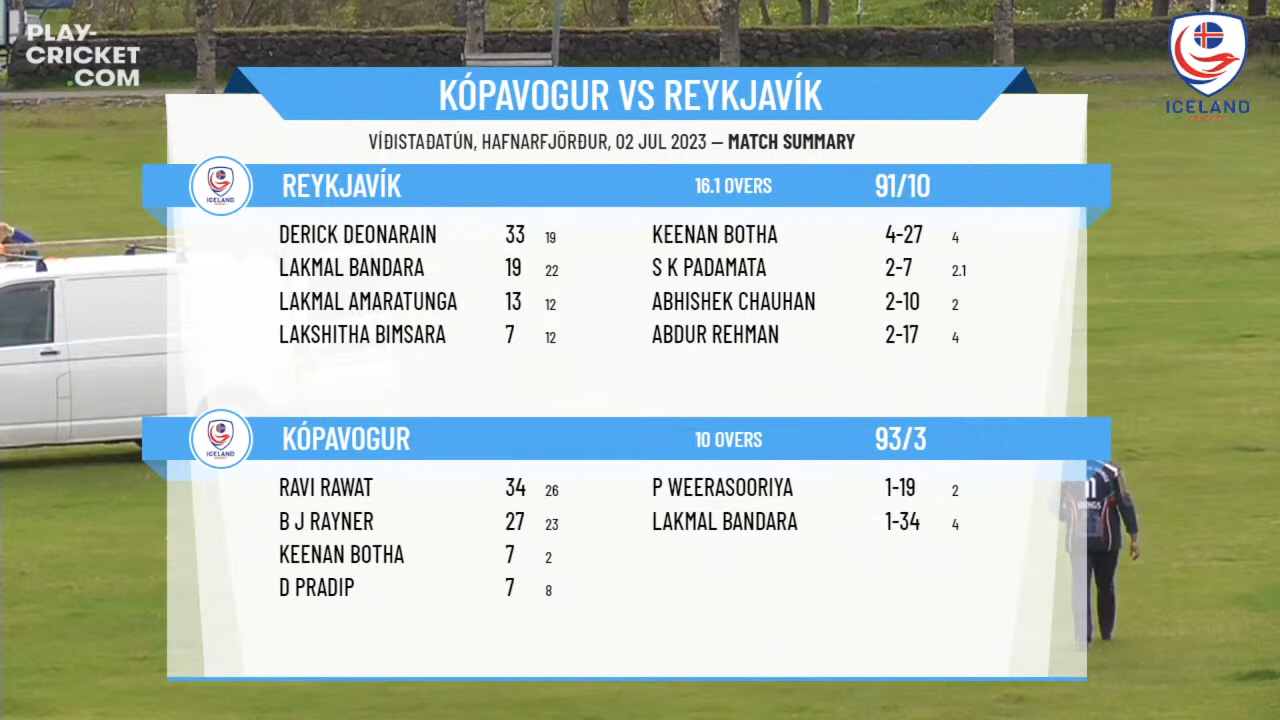 PLAY-
CRICKET
.COM
ICELAND
KÓPAVOGUR VS REYKJAVÍK
VÍÐISTAÐATÚN, HAFNARFJÖRÐUR, 02 JUL 2023 – MATCH SUMMARY
ICELAND
REYKJAVÍK 16.1 OVERS 91/10
DERICK DEONARAIN 33 19 KEENAN BOTHA 4-27 4
LAKMAL BANDARA 19 22 S K PADAMATA 2-7 2.1
LAKMAL AMARATUNGA 13 12 ABHISHEK CHAUHAN 2-10 2
LAKSHITHA BIMSARA 7 12 ABDUR REHMAN 2-17 4
ICELAND
KÓPAVOGUR 10 OVERS 93/3
RAVI RAWAT 34 26 P WEERASOORIYA 1-19 2
B J RAYNER 27 23 LAKMAL BANDARA 1-34 4
KEENAN BOTHA 7 2
D PRADIP 7 8